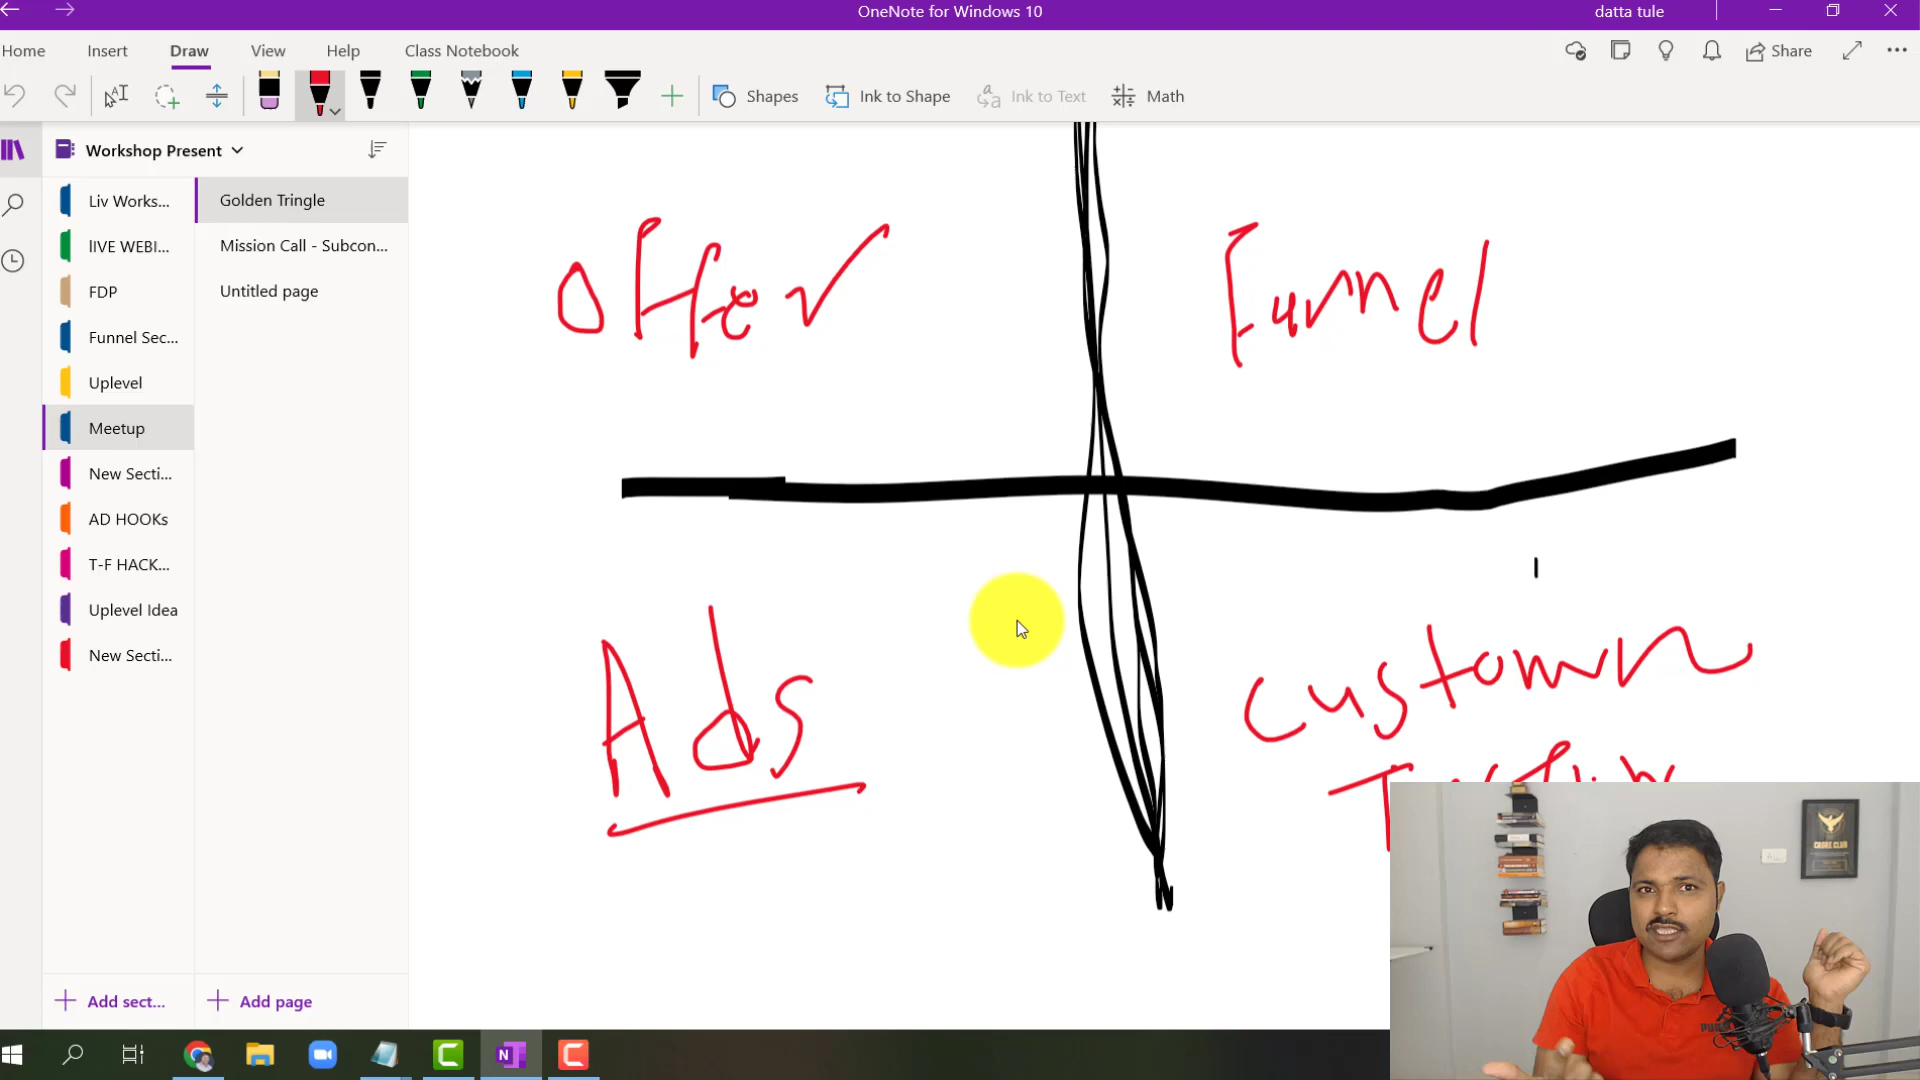 OneNote for Windows 10
datta tule
Home
Insert
Draw
View
Help
Class Notebook
Share
Shapes
Ink to Shape
Ink to Text
Math
Workshop Present
Liv Works...
lIVE WEBI...
FDP
Funnel Sec...
Uplevel
Meetup
New Secti...
AD HOOKs
T-F HACK...
Uplevel Idea
New Secti...
Golden Tringle
Mission Call - Subcon...
Untitled page
Add sect...
Add page
Offer
Funnel
Ads